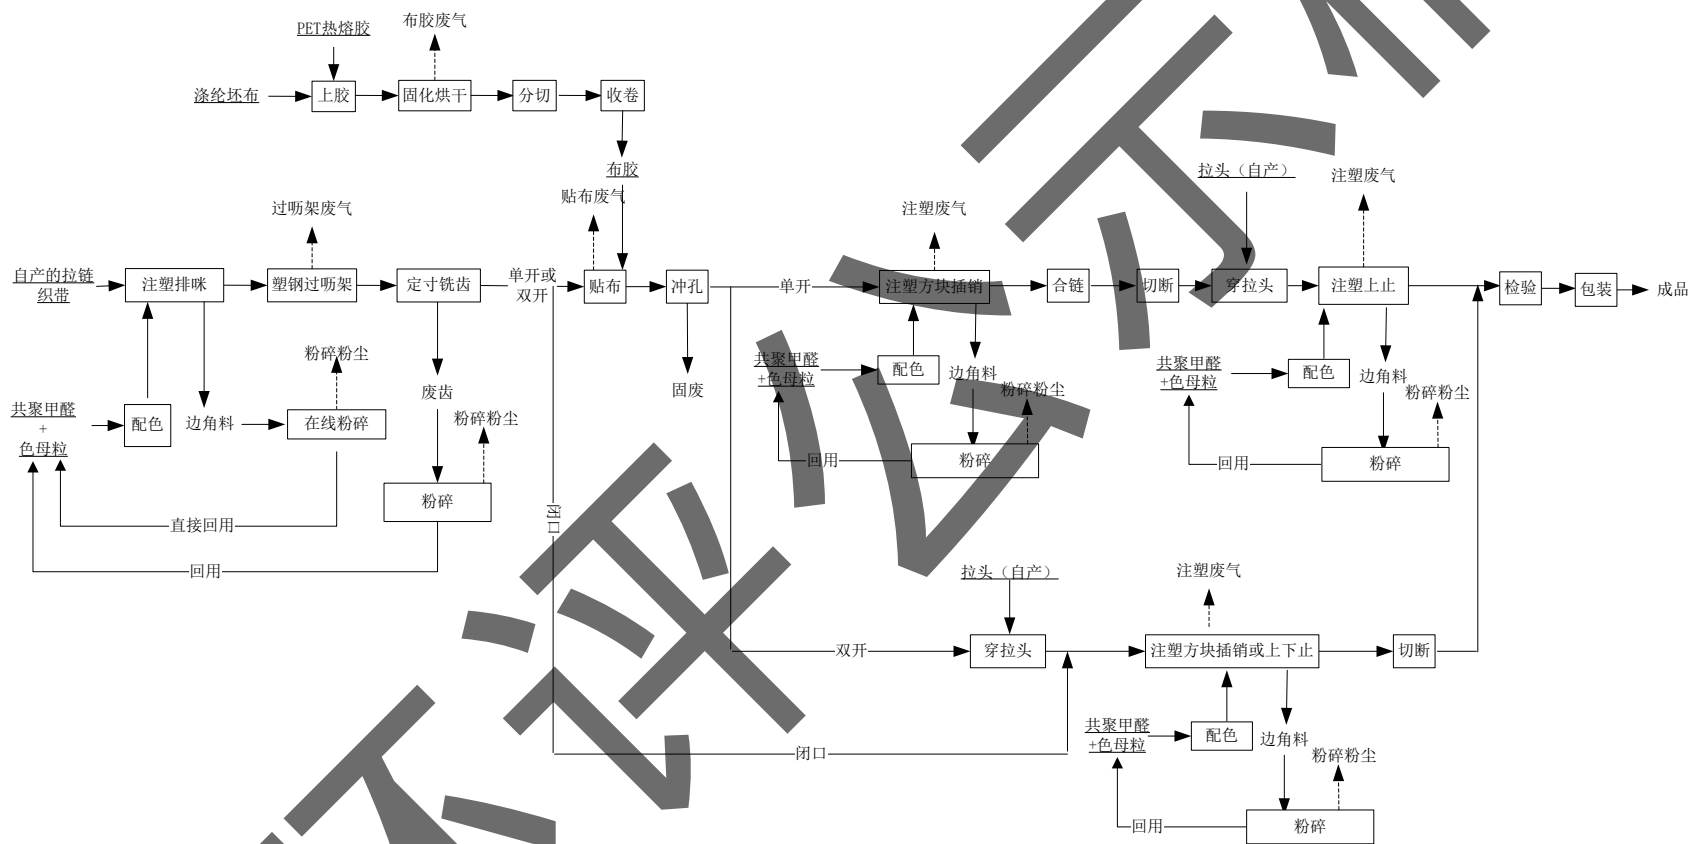 PET热熔胶
布胶废气
涤纶坯布
上胶
固化烘干
分切
收卷
布胶
贴布废气
过呖架废气
注塑废气
拉头（自产）
注塑废气
自产的拉链
织带
注塑排咪
塑钢过呖架
定寸铣齿
单开或
双开
贴布
冲孔
单开
注塑方块插销
合链
切断
穿拉头
注塑上止
检验
包装
成品
粉碎粉尘
废齿
固废
共聚甲醛
+色母粒
配色
边角料
粉碎粉尘
共聚甲醛
+色母粒
配色
边角料
粉碎粉尘
共聚甲醛
+
色母粒
配色
边角料
在线粉碎
粉碎粉尘
回用
粉碎
回用
粉碎
粉碎
直接回用
闭口
回用
拉头（自产）
注塑废气
双开
穿拉头
注塑方块插销或上下止
切断
共聚甲醛
+色母粒
配色
边角料
闭口
粉碎粉尘
回用
粉碎